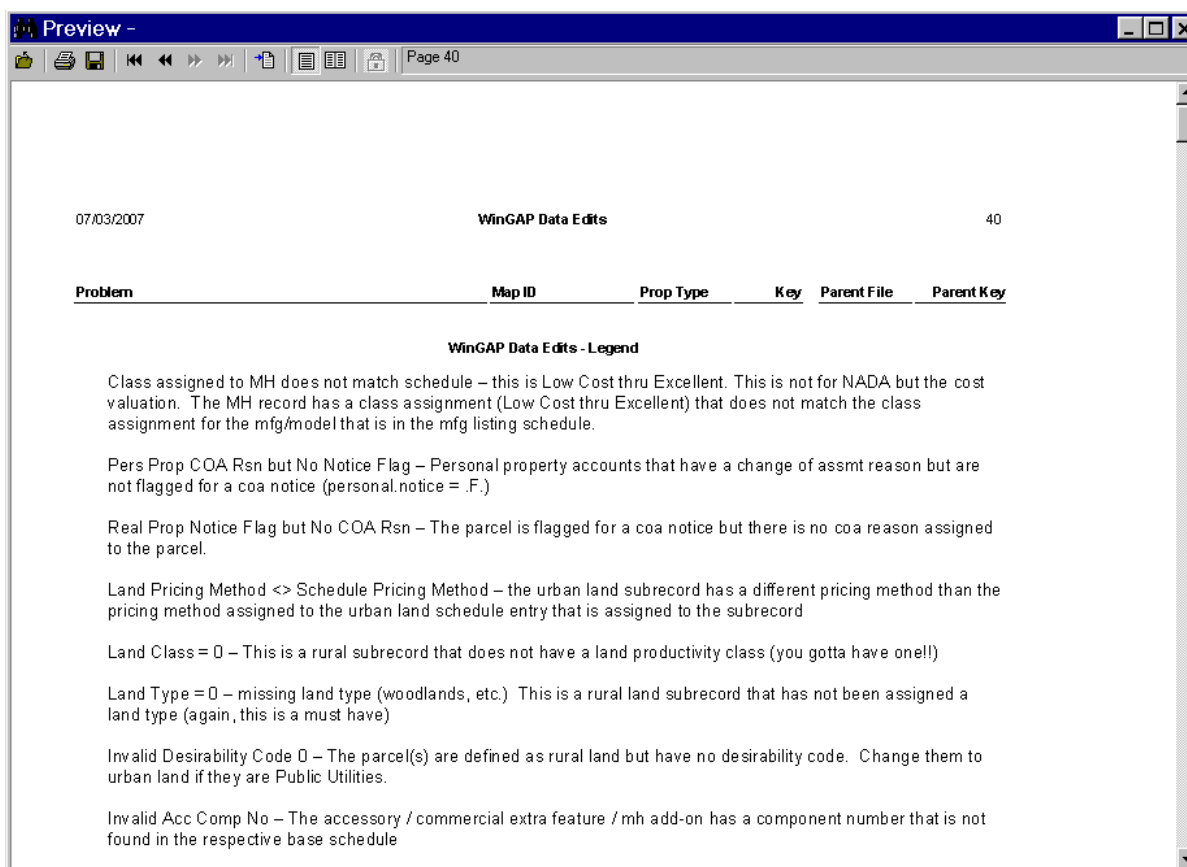 Preview -
Page 40
07/03/2007 WinGAP Data Edits 40
Problem Map ID Prop Type Key Parent File Parent Key
WinGAP Data Edits - Legend
Class assigned to MH does not match schedule – this is Low Cost thru Excellent. This is not for NADA but the cost
valuation. The MH record has a class assignment (Low Cost thru Excellent) that does not match the class
assignment for the mfg/model that is in the mfg listing schedule.
Pers Prop COA Rsn but No Notice Flag – Personal property accounts that have a change of assmt reason but are
not flagged for a coa notice (personal.notice = .F.)
Real Prop Notice Flag but No COA Rsn – The parcel is flagged for a coa notice but there is no coa reason assigned
to the parcel.
Land Pricing Method <> Schedule Pricing Method – the urban land subrecord has a different pricing method than the
pricing method assigned to the urban land schedule entry that is assigned to the subrecord
Land Class = 0 – This is a rural subrecord that does not have a land productivity class (you gotta have one!!)
Land Type = 0 – missing land type (woodlands, etc.) This is a rural land subrecord that has not been assigned a
land type (again, this is a must have)
Invalid Desirability Code 0 – The parcel(s) are defined as rural land but have no desirability code. Change them to
urban land if they are Public Utilities.
Invalid Acc Comp No – The accessory / commercial extra feature / mh add-on has a component number that is not
found in the respective base schedule